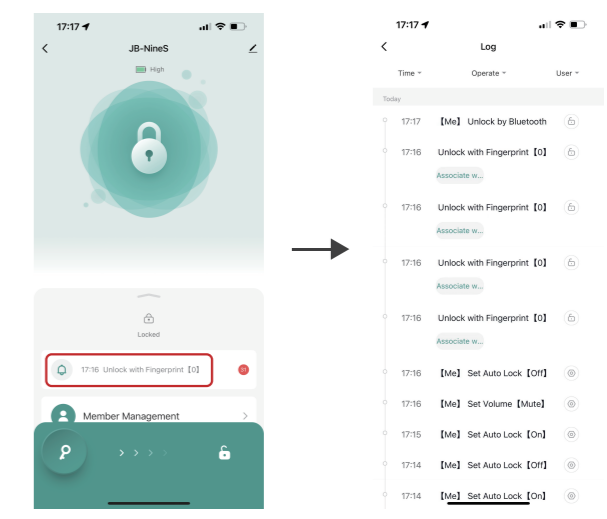 17:17
JB-NineS
High
Locked
17:16 Unlock with Fingerprint【0】
21
Member Management
17:17
Log
Time
Operate
User
Today
17:17 【Me】 Unlock by Bluetooth
17:16 Unlock with Fingerprint【0】
Associate w...
17:16 Unlock with Fingerprint【0】
Associate w...
17:16 Unlock with Fingerprint【0】
Associate w...
17:16 Unlock with Fingerprint【0】
Associate w...
17:16 【Me】 Set Auto Lock【Off】
17:16 【Me】 Set Volume【Mute】
17:15 【Me】 Set Auto Lock【On】
17:14 【Me】 Set Auto Lock【Off】
17:14 【Me】 Set Auto Lock【On】